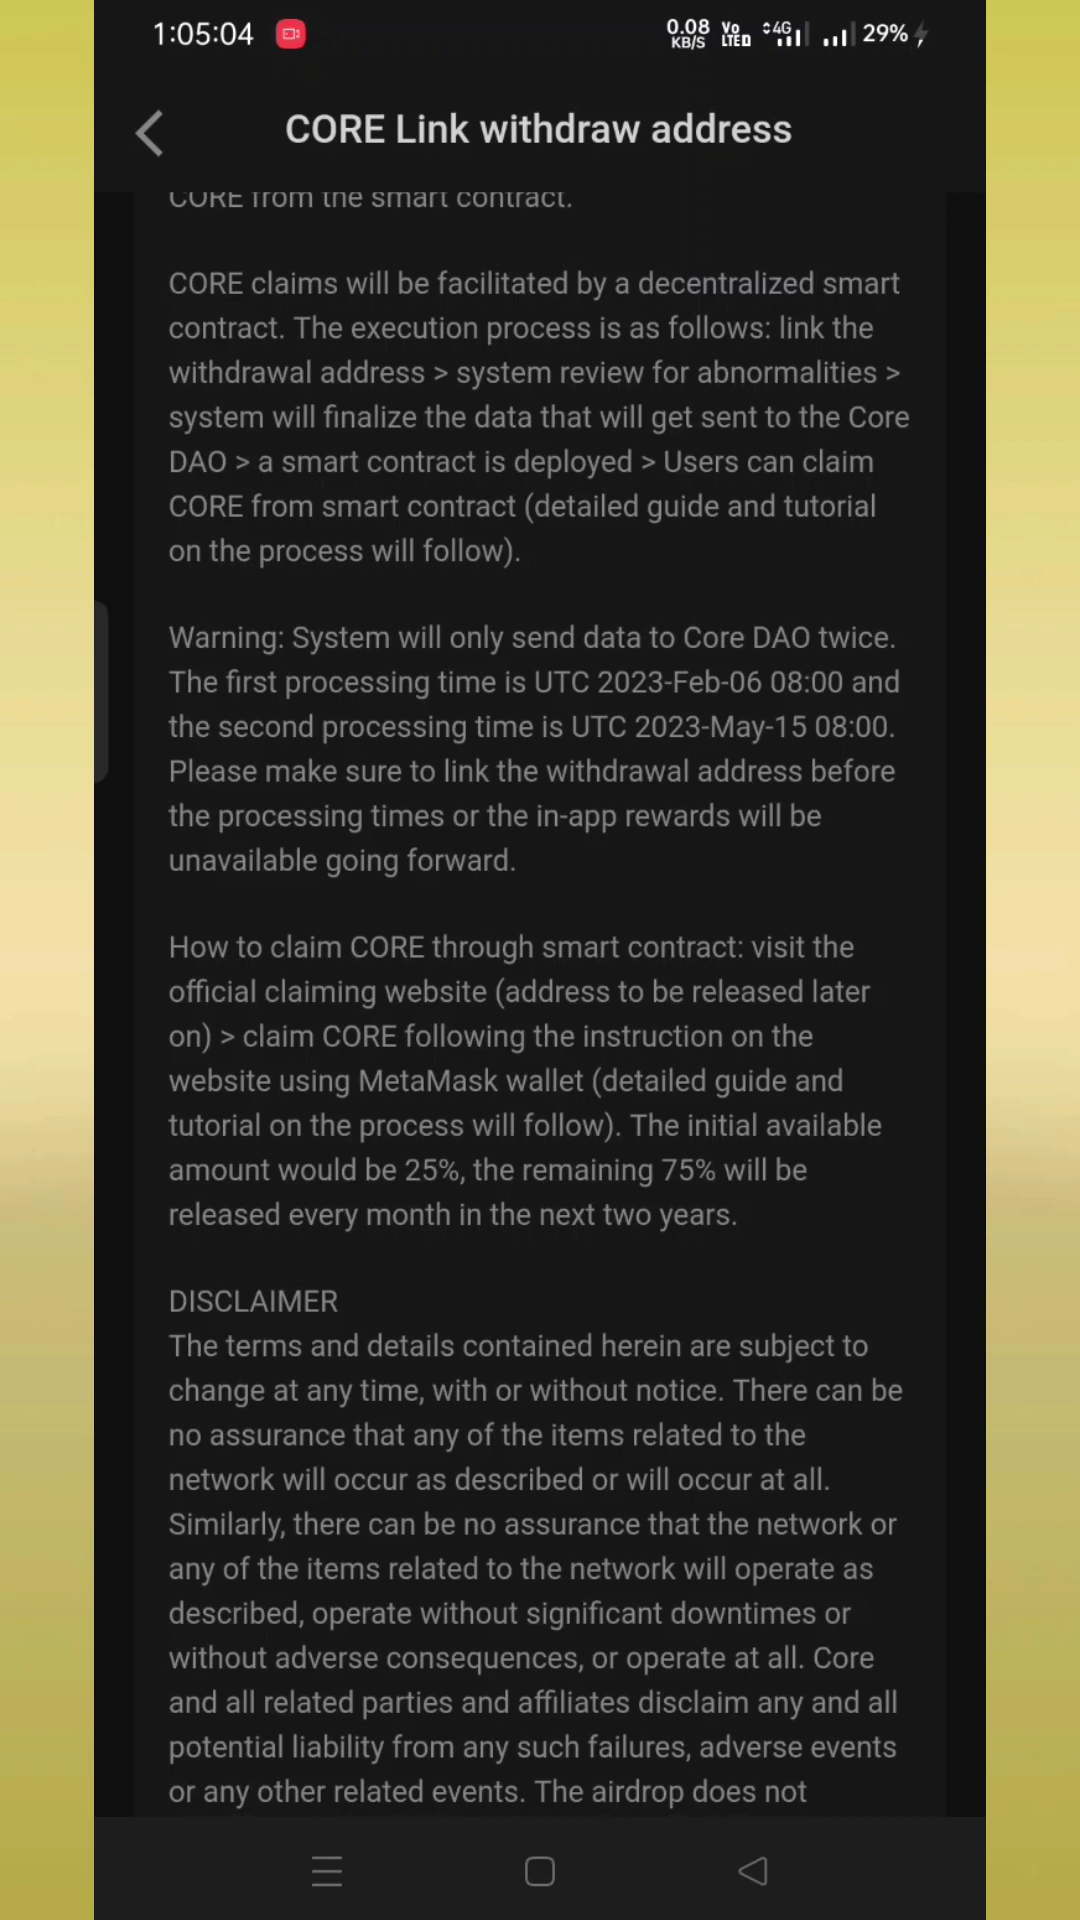 1:05:04
0.08 KB/S Vo LTED 4G 29%
CORE Link withdraw address
CORE from the smart contract.
CORE claims will be facilitated by a decentralized smart
contract. The execution process is as follows: link the
withdrawal address > system review for abnormalities >
system will finalize the data that will get sent to the Core
DAO > a smart contract is deployed > Users can claim
CORE from smart contract (detailed guide and tutorial
on the process will follow).
Warning: System will only send data to Core DAO twice.
The first processing time is UTC 2023-Feb-06 08:00 and
the second processing time is UTC 2023-May-15 08:00.
Please make sure to link the withdrawal address before
the processing times or the in-app rewards will be
unavailable going forward.
How to claim CORE through smart contract: visit the
official claiming website (address to be released later
on) > claim CORE following the instruction on the
website using MetaMask wallet (detailed guide and
tutorial on the process will follow). The initial available
amount would be 25%, the remaining 75% will be
released every month in the next two years.
DISCLAIMER
The terms and details contained herein are subject to
change at any time, with or without notice. There can be
no assurance that any of the items related to the
network will occur as described or will occur at all.
Similarly, there can be no assurance that the network or
any of the items related to the network will operate as
described, operate without significant downtimes or
without adverse consequences, or operate at all. Core
and all related parties and affiliates disclaim any and all
potential liability from any such failures, adverse events
or any other related events. The airdrop does not